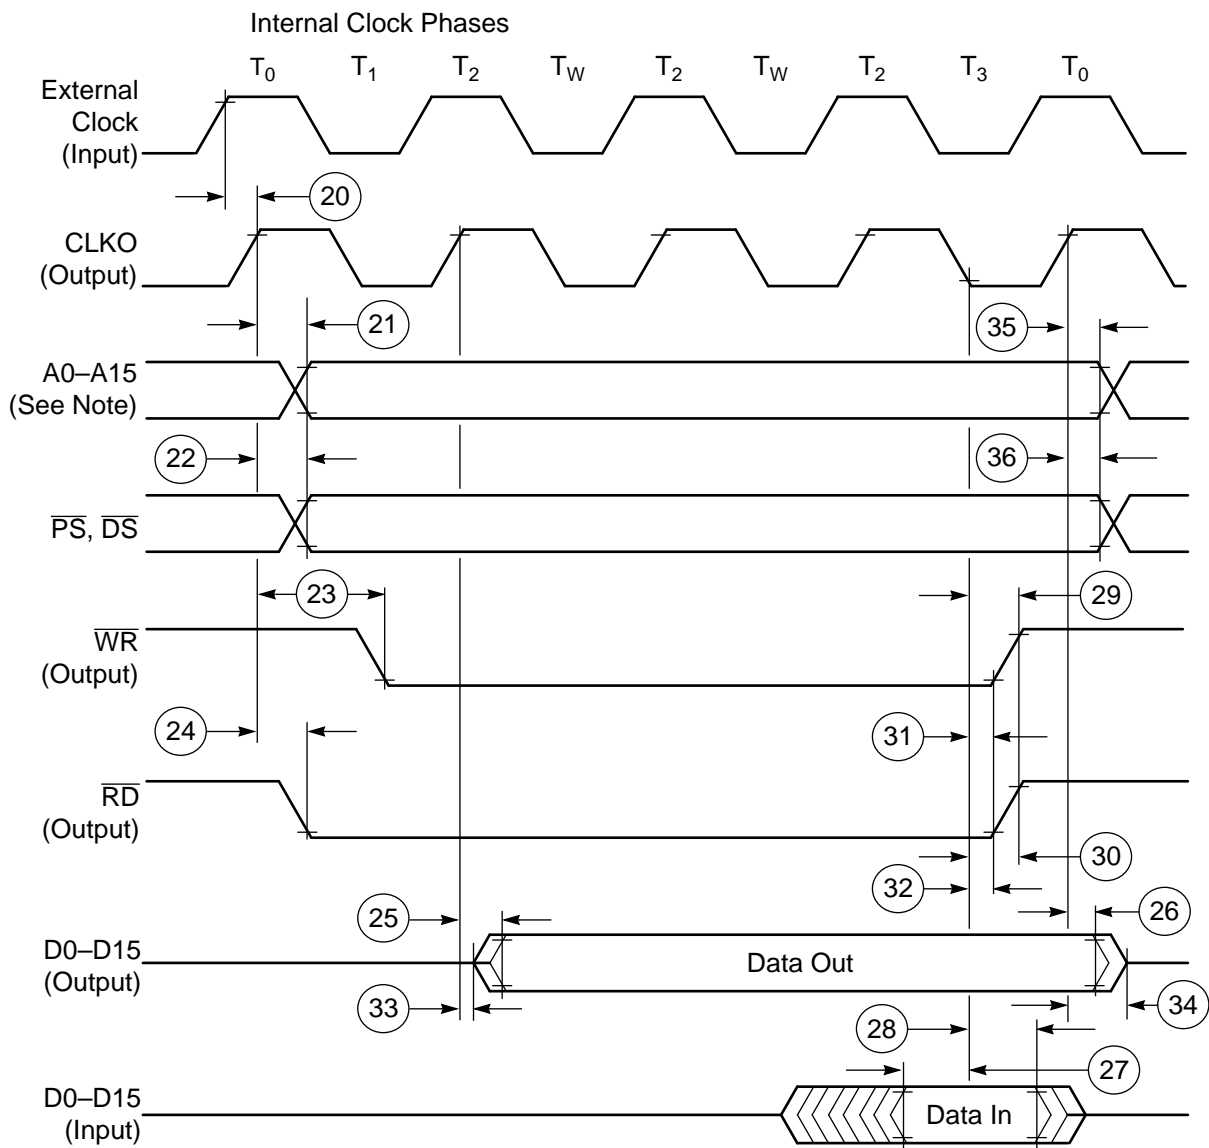 Internal Clock Phases
T0 T1 T2 TW T2 TW T2 T3 T0
External
Clock
(Input)
20
CLKO
(Output)
21
35
A0–A15
(See Note)
22
36
PS, DS
23
29
WR
(Output)
24
31
RD
(Output)
30
32
25
26
D0–D15
(Output)
Data Out
33
34
28
27
D0–D15
(Input)
Data In